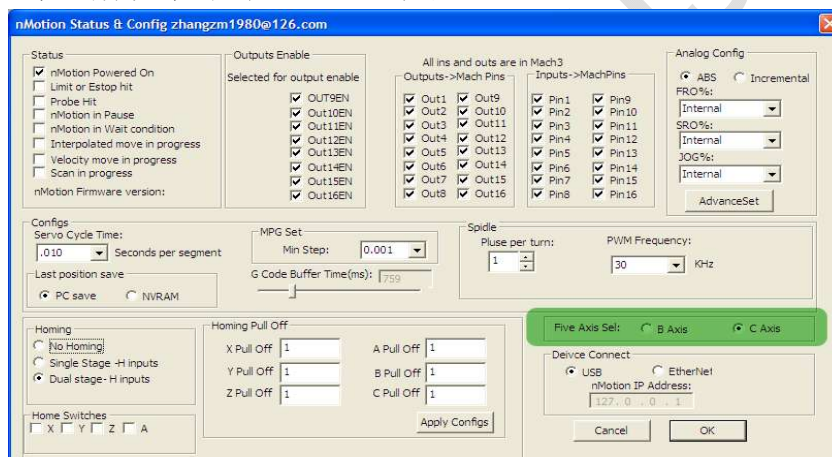 nMotion Status & Config zhangzm1980@126.com
Status
nMotion Powered On
Limit or Estop hit
Probe Hit
nMotion in Pause
nMotion in Wait condition
Interpolated move in progress
Velocity move in progress
Scan in progress
nMotion Firmware version:
Outputs Enable
Selected for output enable
OUT9EN
Out10EN
Out11EN
Out12EN
Out13EN
Out14EN
Out15EN
Out16EN
All ins and outs are in Mach3
Outputs->Mach Pins
Out1 Out9
Out2 Out10
Out3 Out11
Out4 Out12
Out5 Out13
Out6 Out14
Out7 Out15
Out8 Out16
Inputs->MachPins
Pin1 Pin9
Pin2 Pin10
Pin3 Pin11
Pin4 Pin12
Pin5 Pin13
Pin6 Pin14
Pin7 Pin15
Pin8 Pin16
Analog Config
ABS Incremental
FRO%:
Internal
SRO%:
Internal
JOG%:
Internal
AdvanceSet
Configs
Servo Cycle Time:
.010 Seconds per segment
Last position save
PC save NVRAM
MPG Set
Min Step: 0.001
G Code Buffer Time(ms): 759
Spidle
Pluse per turn:
1
PWM Frequency:
30 KHz
Homing
No Homing
Single Stage -H inputs
Dual stage- H inputs
Home Switches
X Y Z A
Homing Pull Off
X Pull Off 1 A Pull Off 1
Y Pull Off 1 B Pull Off 1
Z Pull Off 1 C Pull Off 1
Apply Configs
Five Axis Sel: B Axis C Axis
Deivce Connect
USB EtherNet
nMotion IP Address:
127. 0 . 0 . 1
Cancel OK